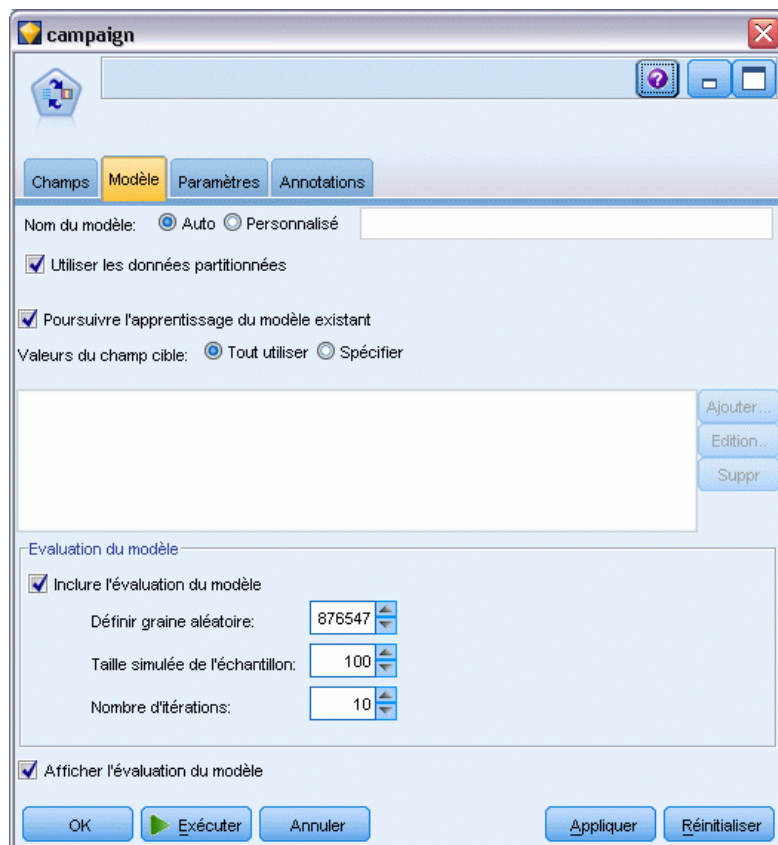 campaign
Champs Modèle Paramètres Annotations
Nom du modèle: Auto Personnalisé
Utiliser les données partitionnées
Poursuivre l'apprentissage du modèle existant
Valeurs du champ cible: Tout utiliser Spécifier
Ajouter...
Edition..
Suppr
Evaluation du modèle
Inclure l'évaluation du modèle
Définir graine aléatoire: 876547
Taille simulée de l'échantillon: 100
Nombre d'itérations: 10
Afficher l'évaluation du modèle
OK Exécuter Annuler Appliquer Réinitialiser